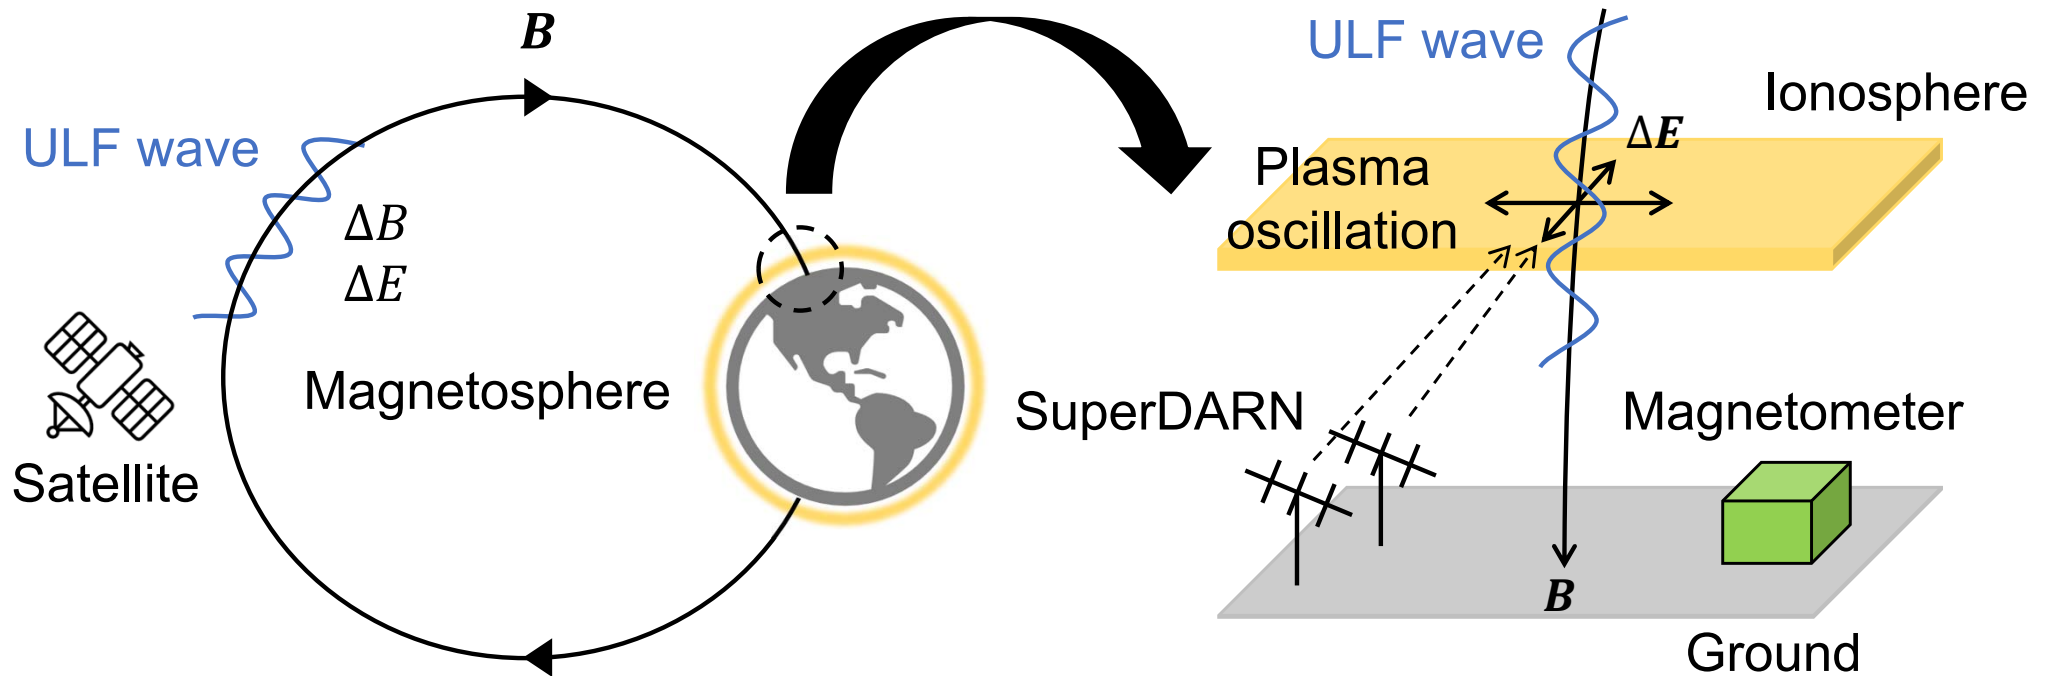 B
ULF wave
ΔB
ΔE
Magnetosphere
Satellite
ULF wave
Ionosphere
ΔE
Plasma
oscillation
SuperDARN
Magnetometer
B
Ground